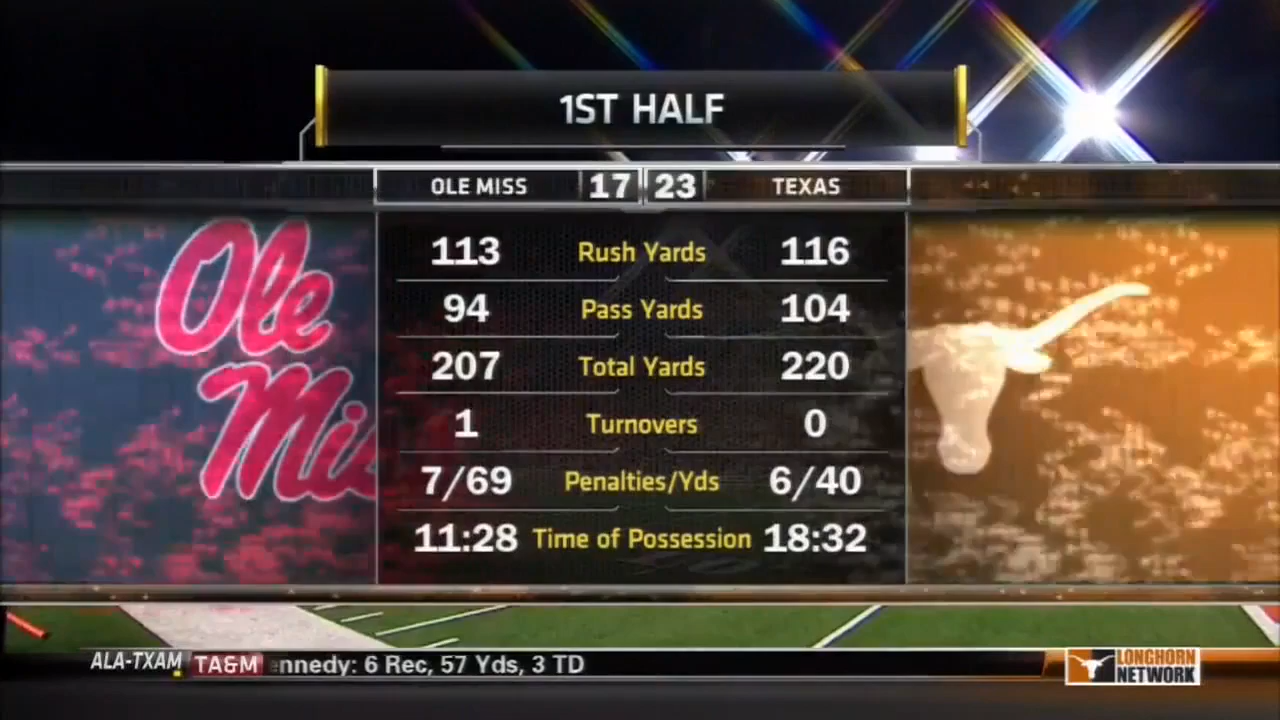 1ST HALF
OLE MISS 17 23 TEXAS
113 Rush Yards 116
94 Pass Yards 104
207 Total Yards 220
1 Turnovers 0
7/69 Penalties/Yds 6/40
11:28 Time of Possession 18:32
Ole
Mis
ALA-TXAM TA&M ennedy: 6 Rec, 57 Yds, 3 TD
LONGHORN
NETWORK